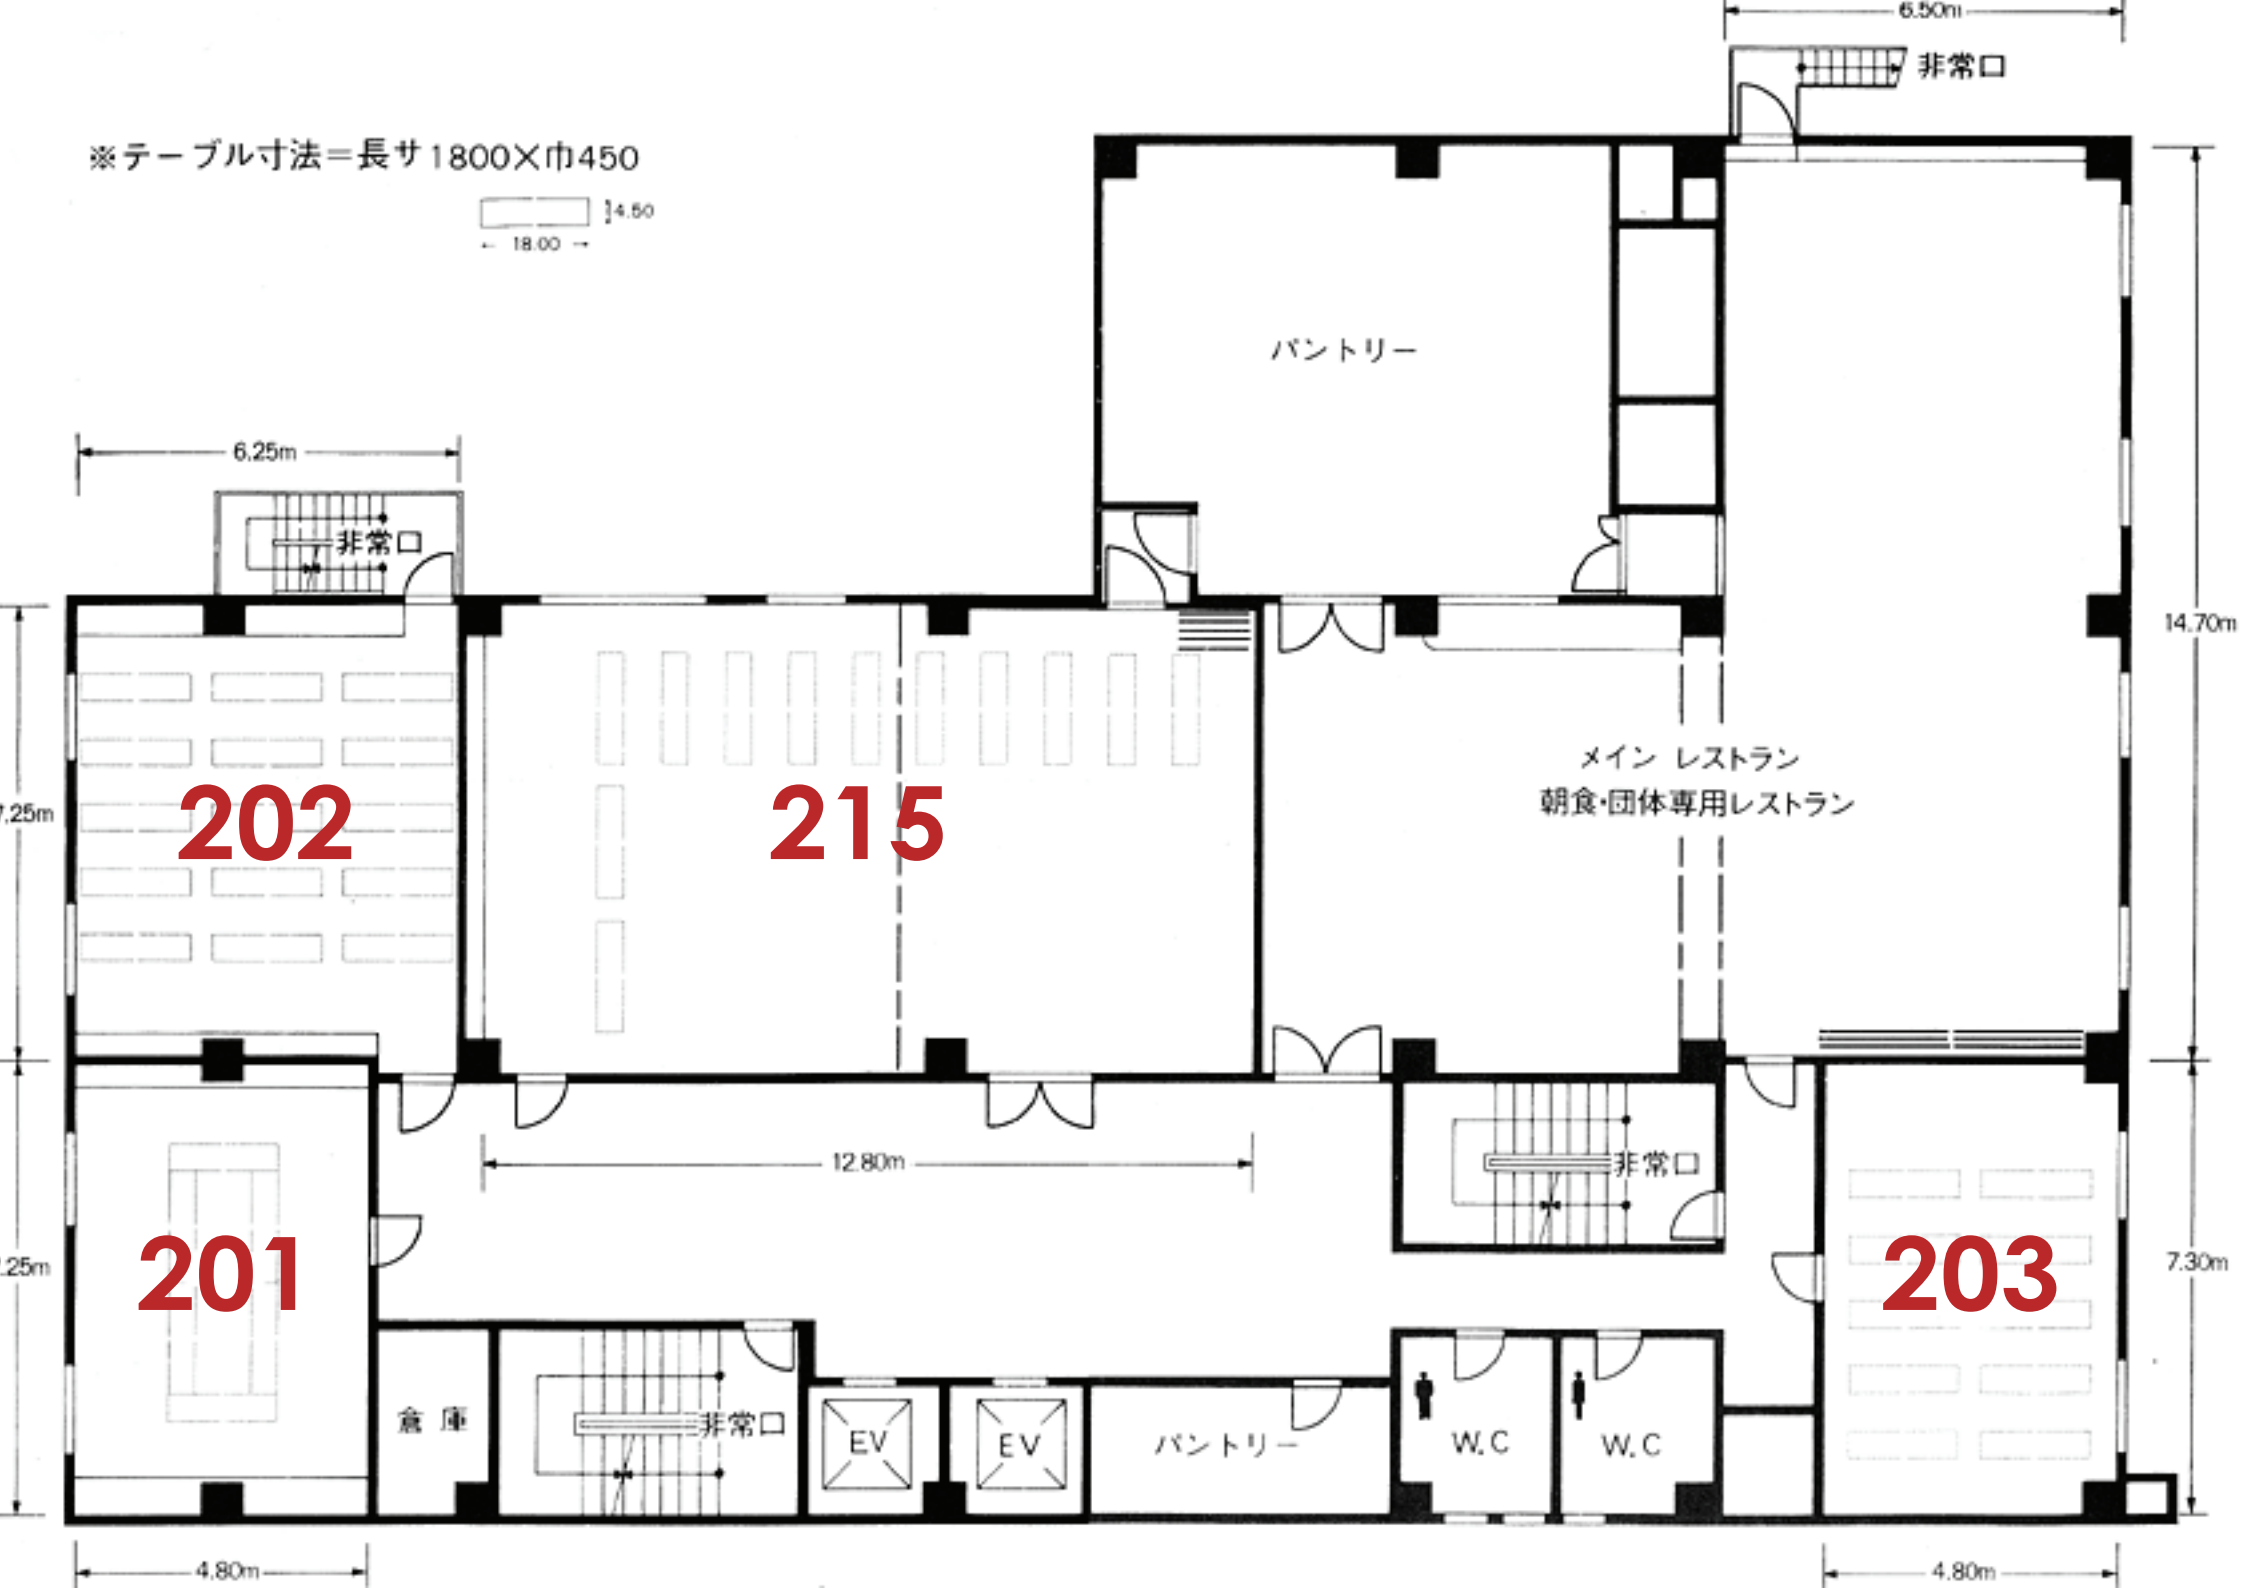 6.50m
非常口
※テーブル寸法＝長サ1800×巾450
4.50
18.00
パントリー
6.25m
非常口
14.70m
メイン レストラン
朝食・団体専用レストラン
202
215
12.80m
非常口
201
203
7.30m
倉庫
非常口
EV
EV
パントリー
W.C
W.C
4.80m
4.80m